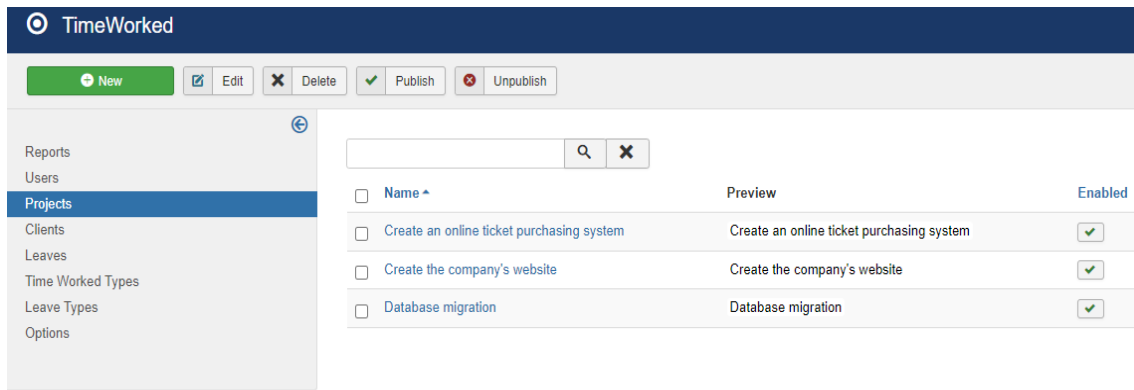 TimeWorked
New Edit Delete Publish Unpublish
Reports
Users
Projects
Clients
Leaves
Time Worked Types
Leave Types
Options
Name Preview Enabled
Create an online ticket purchasing system Create an online ticket purchasing system
Create the company's website Create the company's website
Database migration Database migration